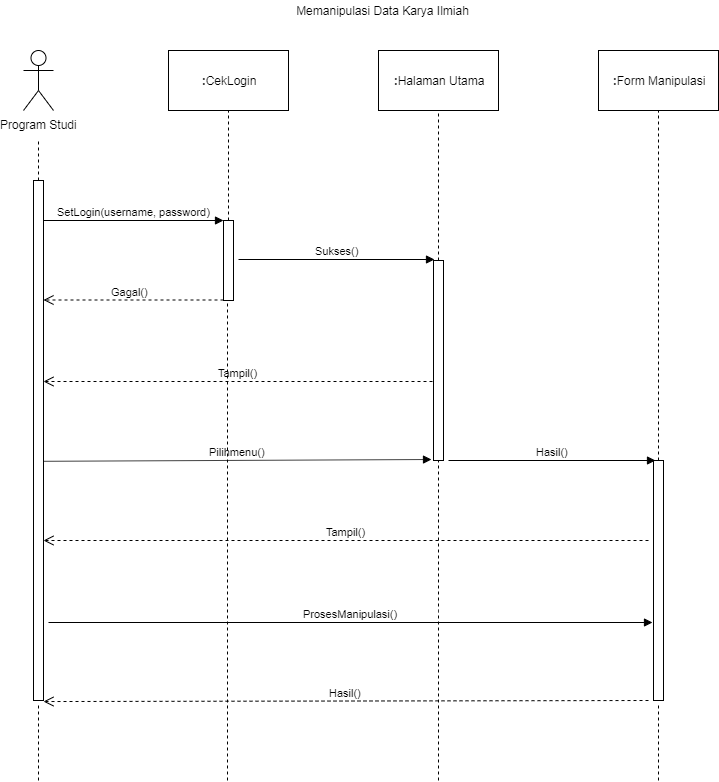 Memanipulasi Data Karya Ilmiah
:CekLogin
:Halaman Utama
:Form Manipulasi
Program Studi
SetLogin(username, password)
Sukses()
Gagal()
Tampil()
Pilihmenu()
Hasil()
Tampil()
ProsesManipulasi()
Hasil()